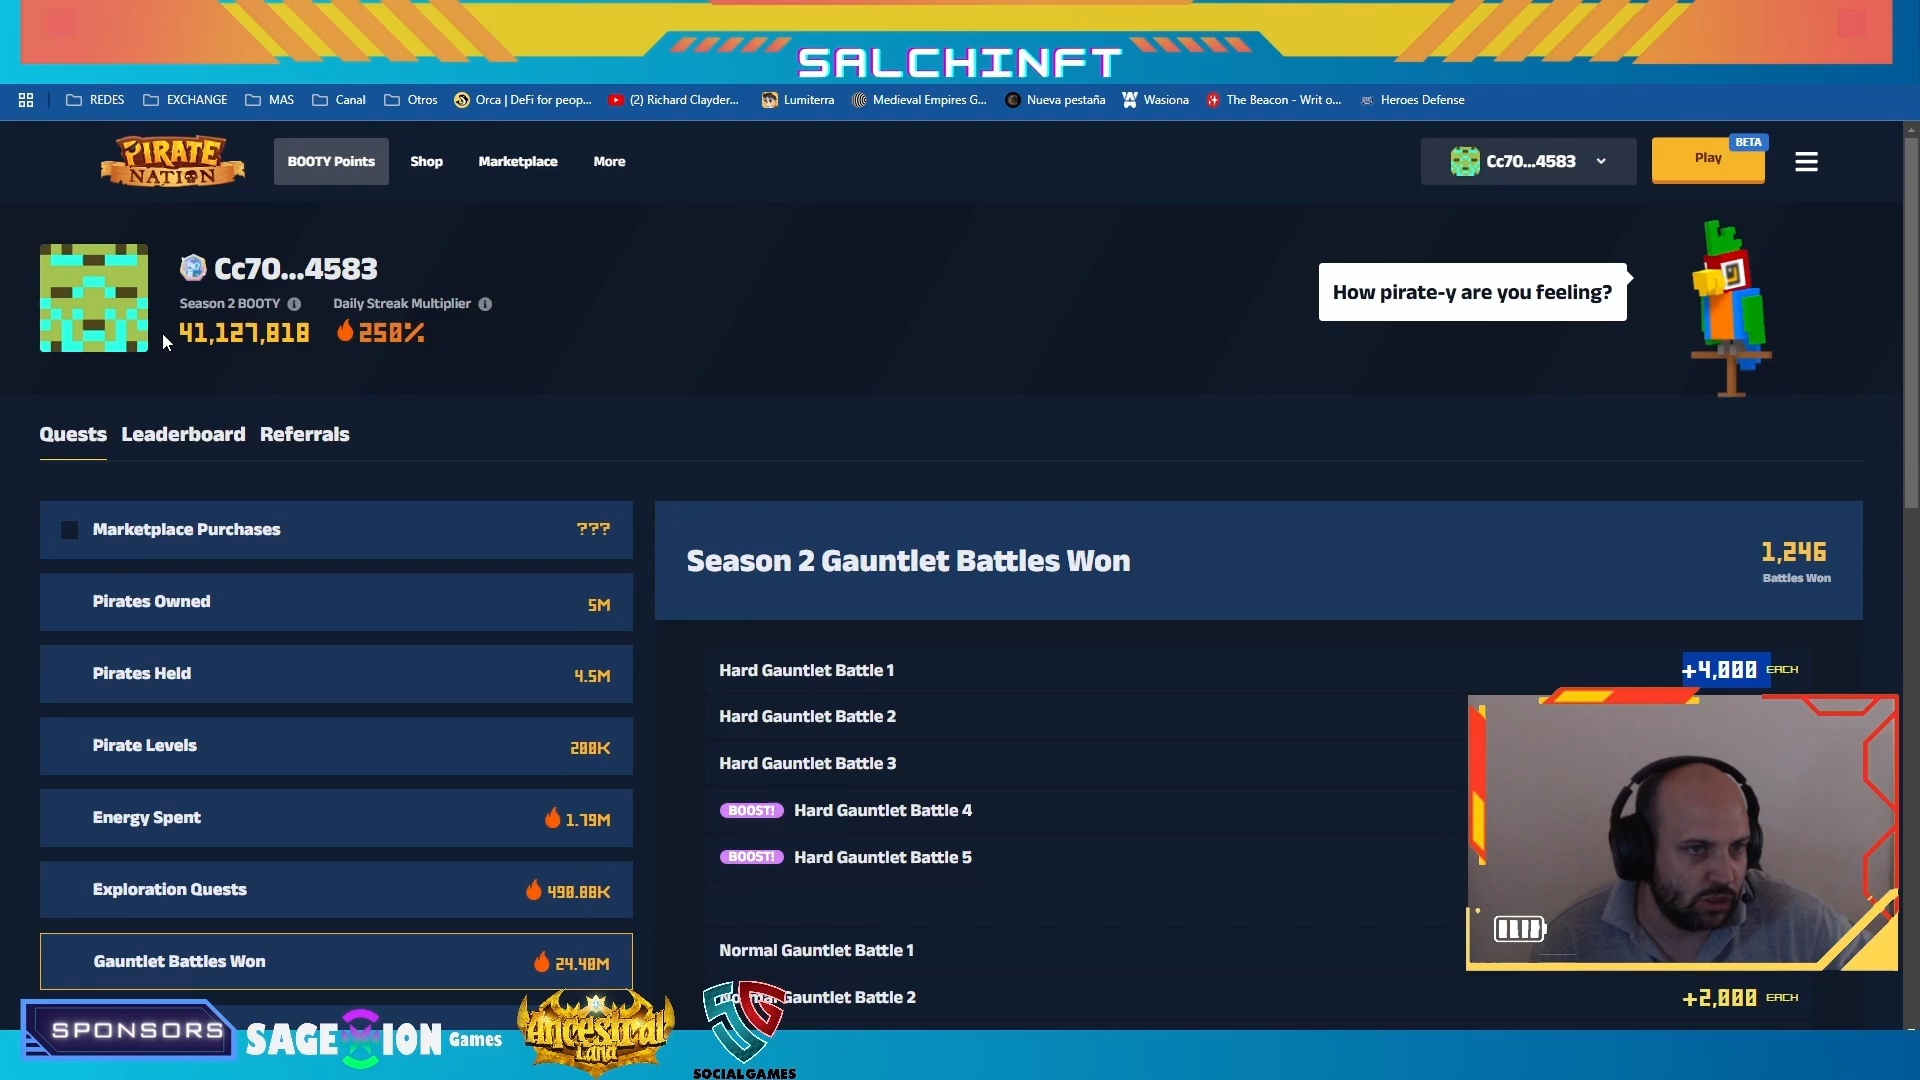 SALCHINFT
REDES EXCHANGE MAS Canal Otros Orca | DeFi for peop... (2) Richard Clayder... Lumiterra Medieval Empires G... Nueva pestaña Wasiona The Beacon - Writ o... Heroes Defense
PIRATE NATION BOOTY Points Shop Marketplace More Cc70...4583 Play BETA
Cc70...4583
Season 2 BOOTY Daily Streak Multiplier
41,127,818 250%
How pirate-y are you feeling?
Quests Leaderboard Referrals
Marketplace Purchases ???
Pirates Owned 5M
Pirates Held 4.5M
Pirate Levels 200K
Energy Spent 1.79M
Exploration Quests 490.88K
Gauntlet Battles Won 24.40M
Season 2 Gauntlet Battles Won 1,246
Battles Won
Hard Gauntlet Battle 1 +4,000 EACH
Hard Gauntlet Battle 2
Hard Gauntlet Battle 3
BOOST! Hard Gauntlet Battle 4
BOOST! Hard Gauntlet Battle 5
Normal Gauntlet Battle 1
Gauntlet Battle 2 +2,000 EACH
SPONSORS SAGE ION Games Ancestral Land SOCIAL GAMES